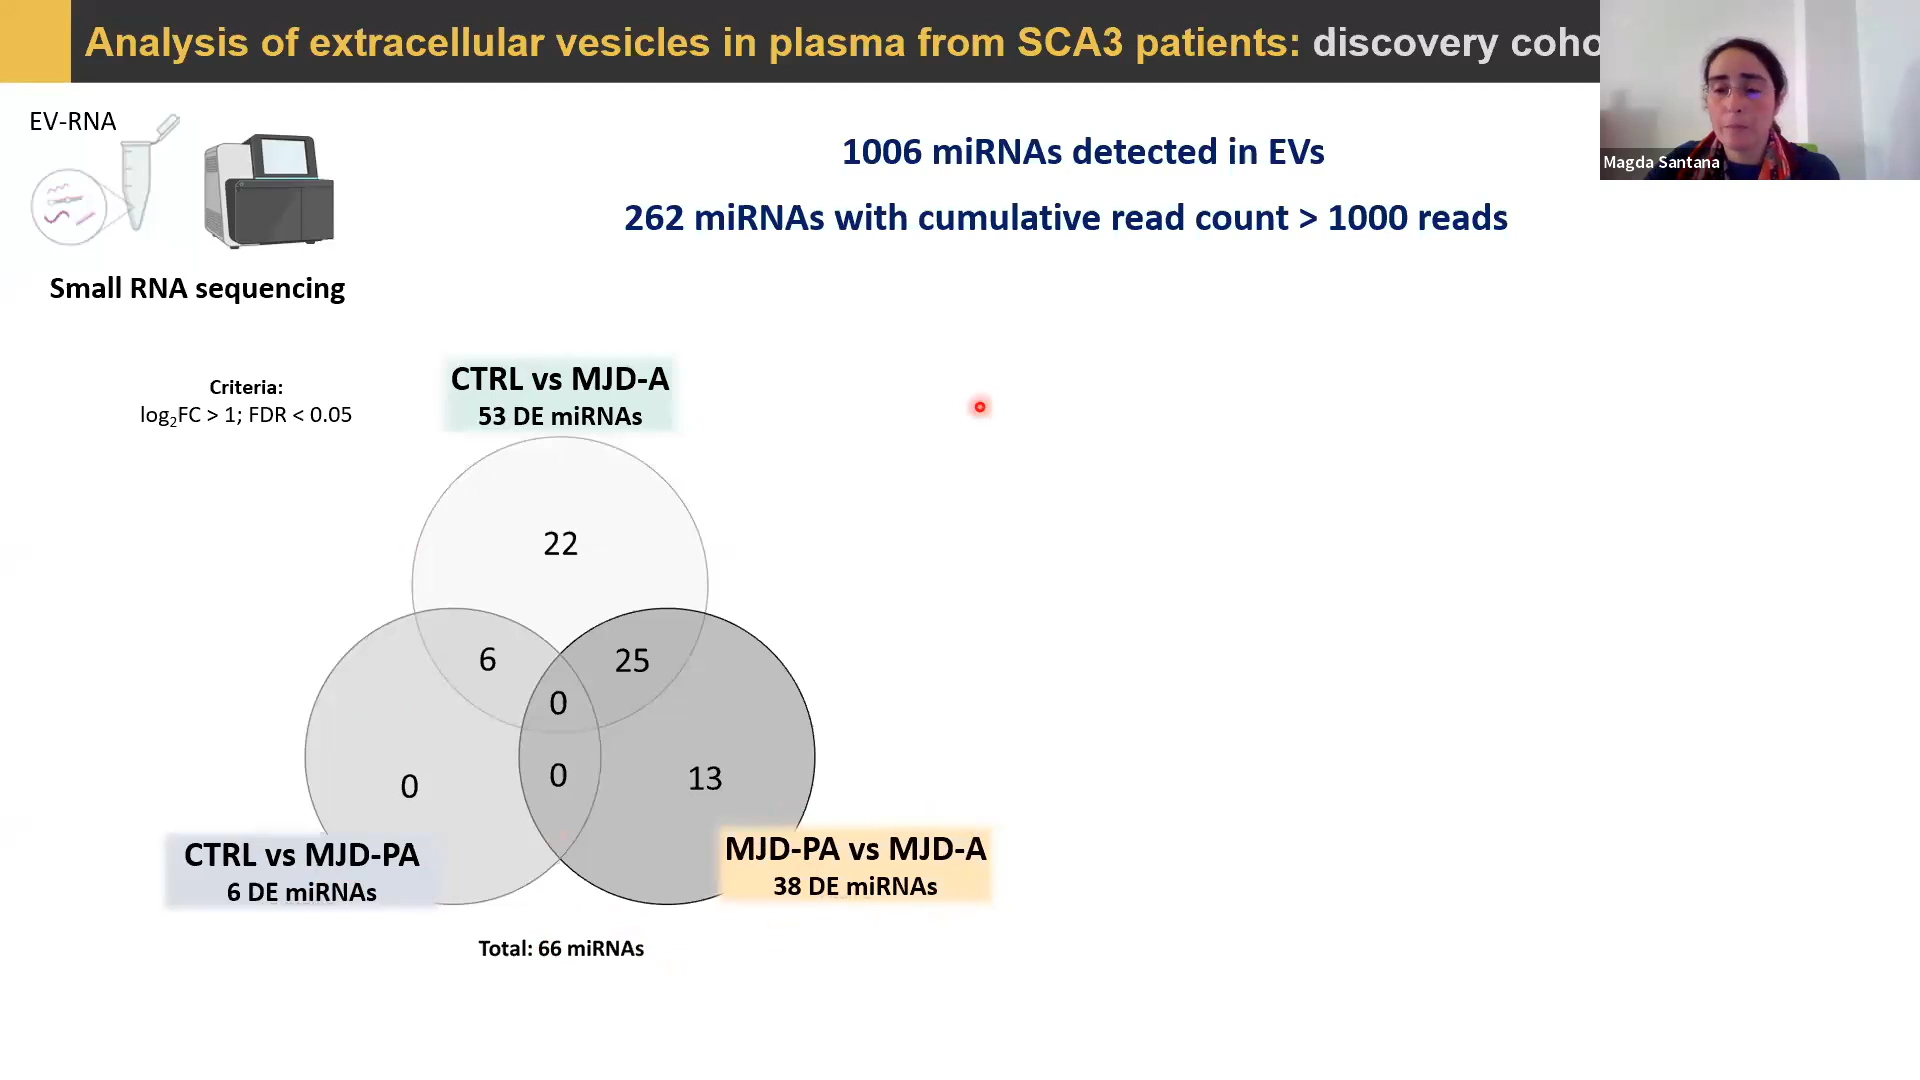 Analysis of extracellular vesicles in plasma from SCA3 patients: discovery coho
Magda Santana
EV-RNA
Small RNA sequencing
1006 miRNAs detected in EVs
262 miRNAs with cumulative read count > 1000 reads
Criteria:
log₂FC > 1; FDR < 0.05
CTRL vs MJD-A
53 DE miRNAs
22
6
25
0
0
0
13
CTRL vs MJD-PA
6 DE miRNAs
MJD-PA vs MJD-A
38 DE miRNAs
Total: 66 miRNAs